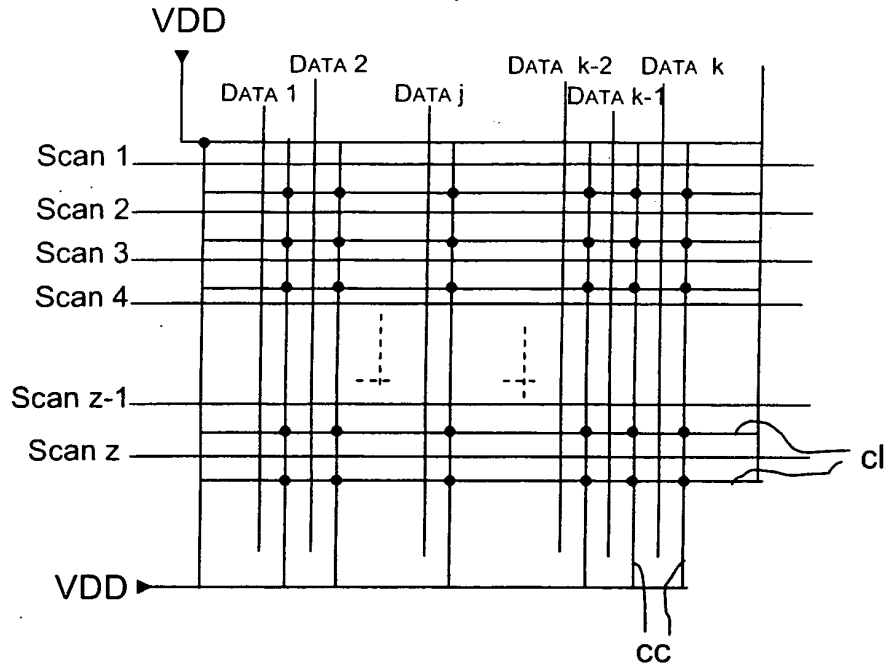 VDD
DATA 2
DATA k-2
DATA k
DATA 1
DATA j
DATA k-1
Scan 1
Scan 2
Scan 3
Scan 4
Scan z-1
Scan z
cl
VDD
cc